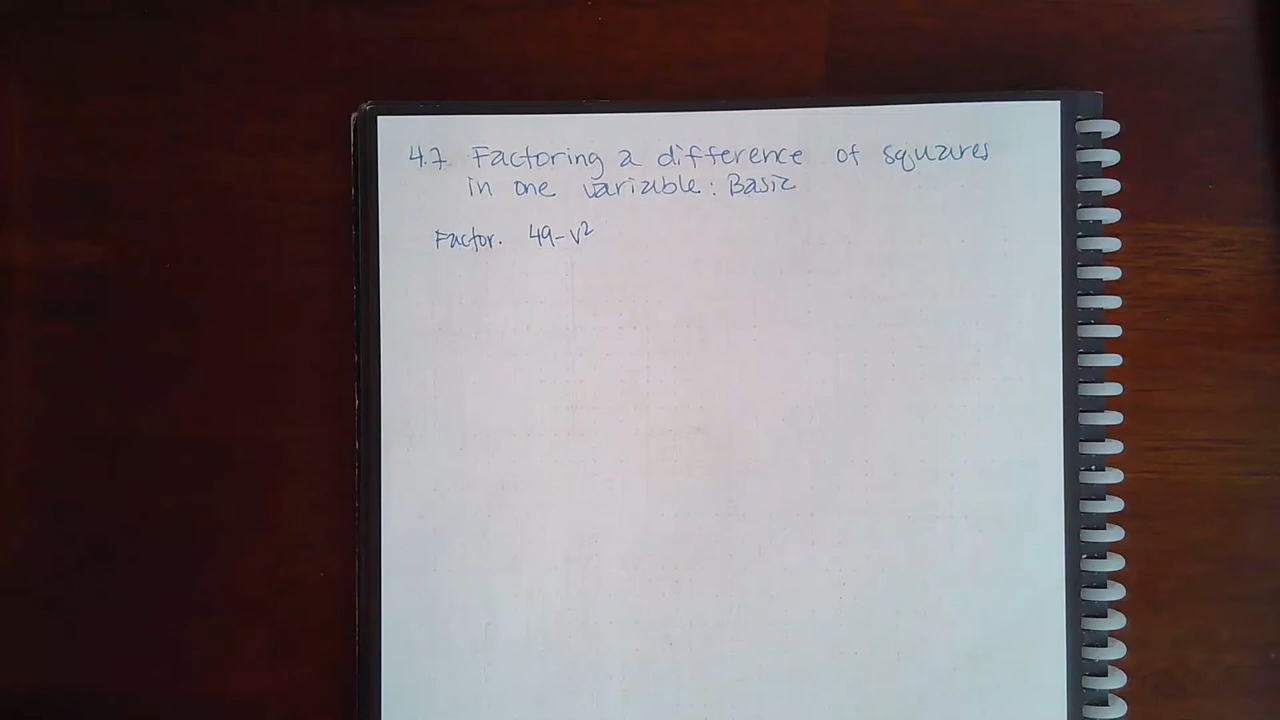 4.7 Factoring a difference of squares
in one variable: Basic
Factor. 49-v²